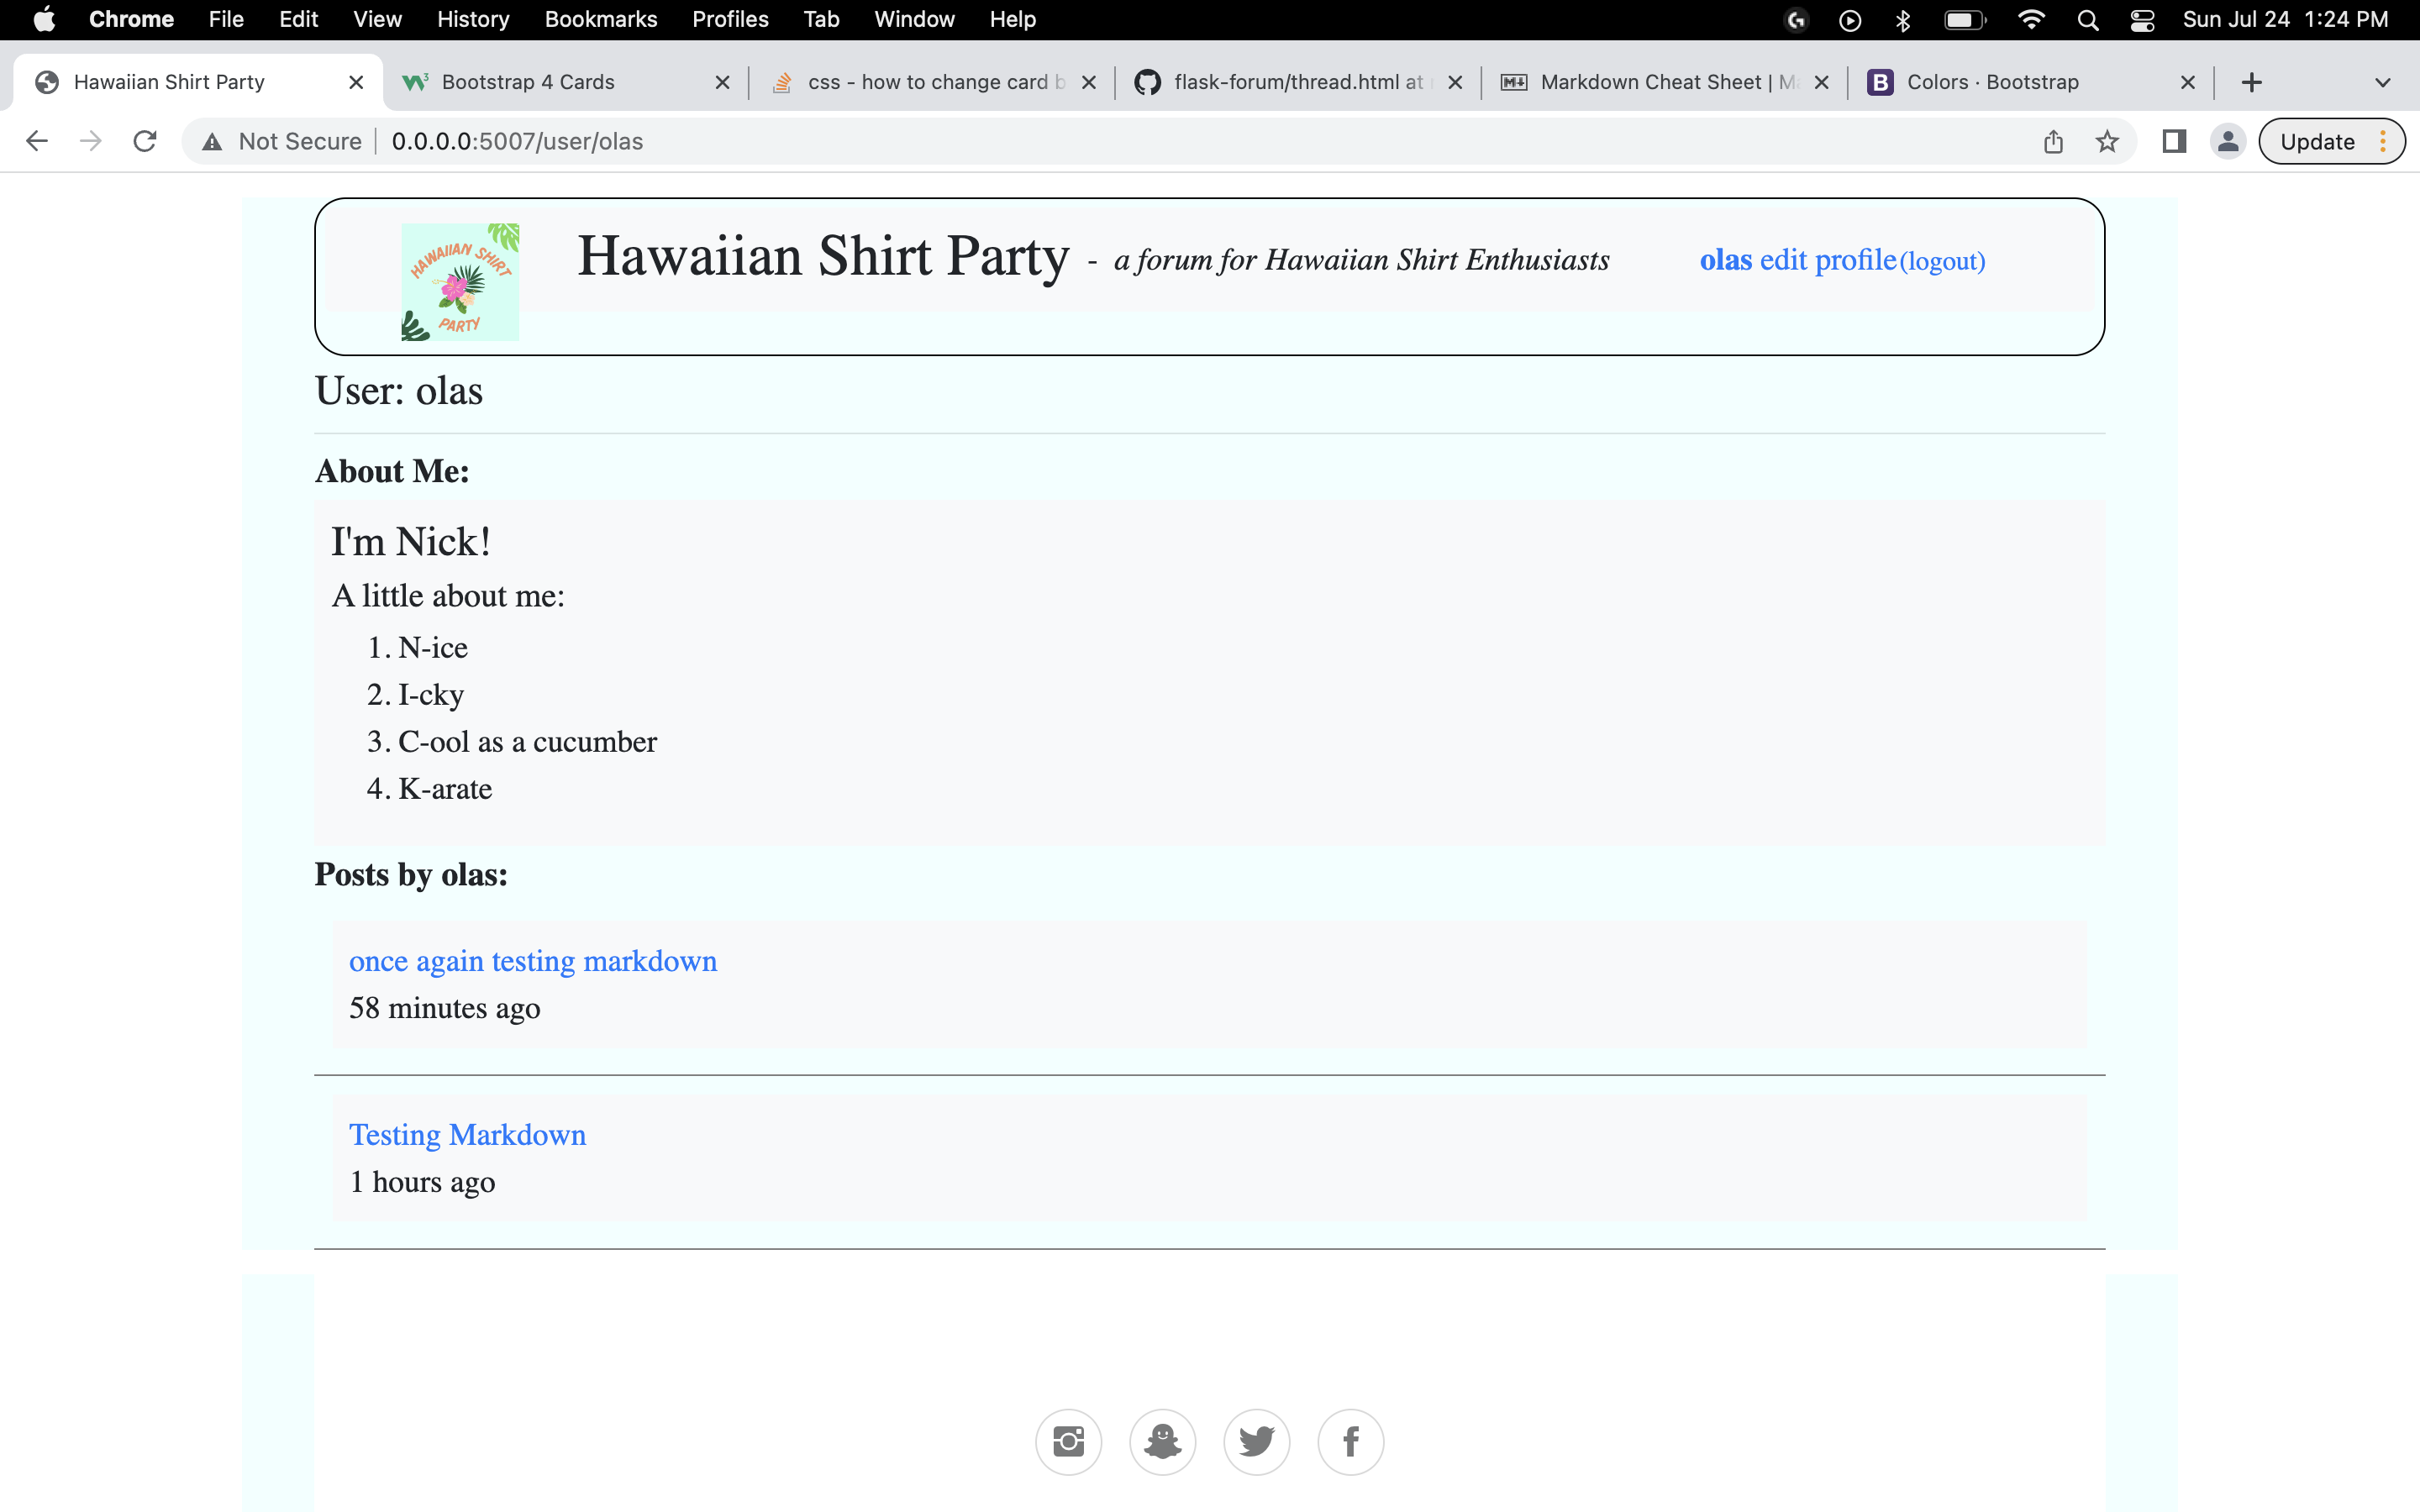 Chrome File Edit View History Bookmarks Profiles Tab Window Help Sun Jul 24 1:24 PM
Hawaiian Shirt Party Bootstrap 4 Cards css - how to change card b flask-forum/thread.html at Markdown Cheat Sheet | M Colors · Bootstrap
Not Secure 0.0.0.0:5007/user/olas Update
HAWAIIAN SHIRT
PARTY
Hawaiian Shirt Party - a forum for Hawaiian Shirt Enthusiasts olas edit profile(logout)
User: olas
About Me:
I'm Nick!
A little about me:
1. N-ice
2. I-cky
3. C-ool as a cucumber
4. K-arate
Posts by olas:
once again testing markdown
58 minutes ago
Testing Markdown
1 hours ago